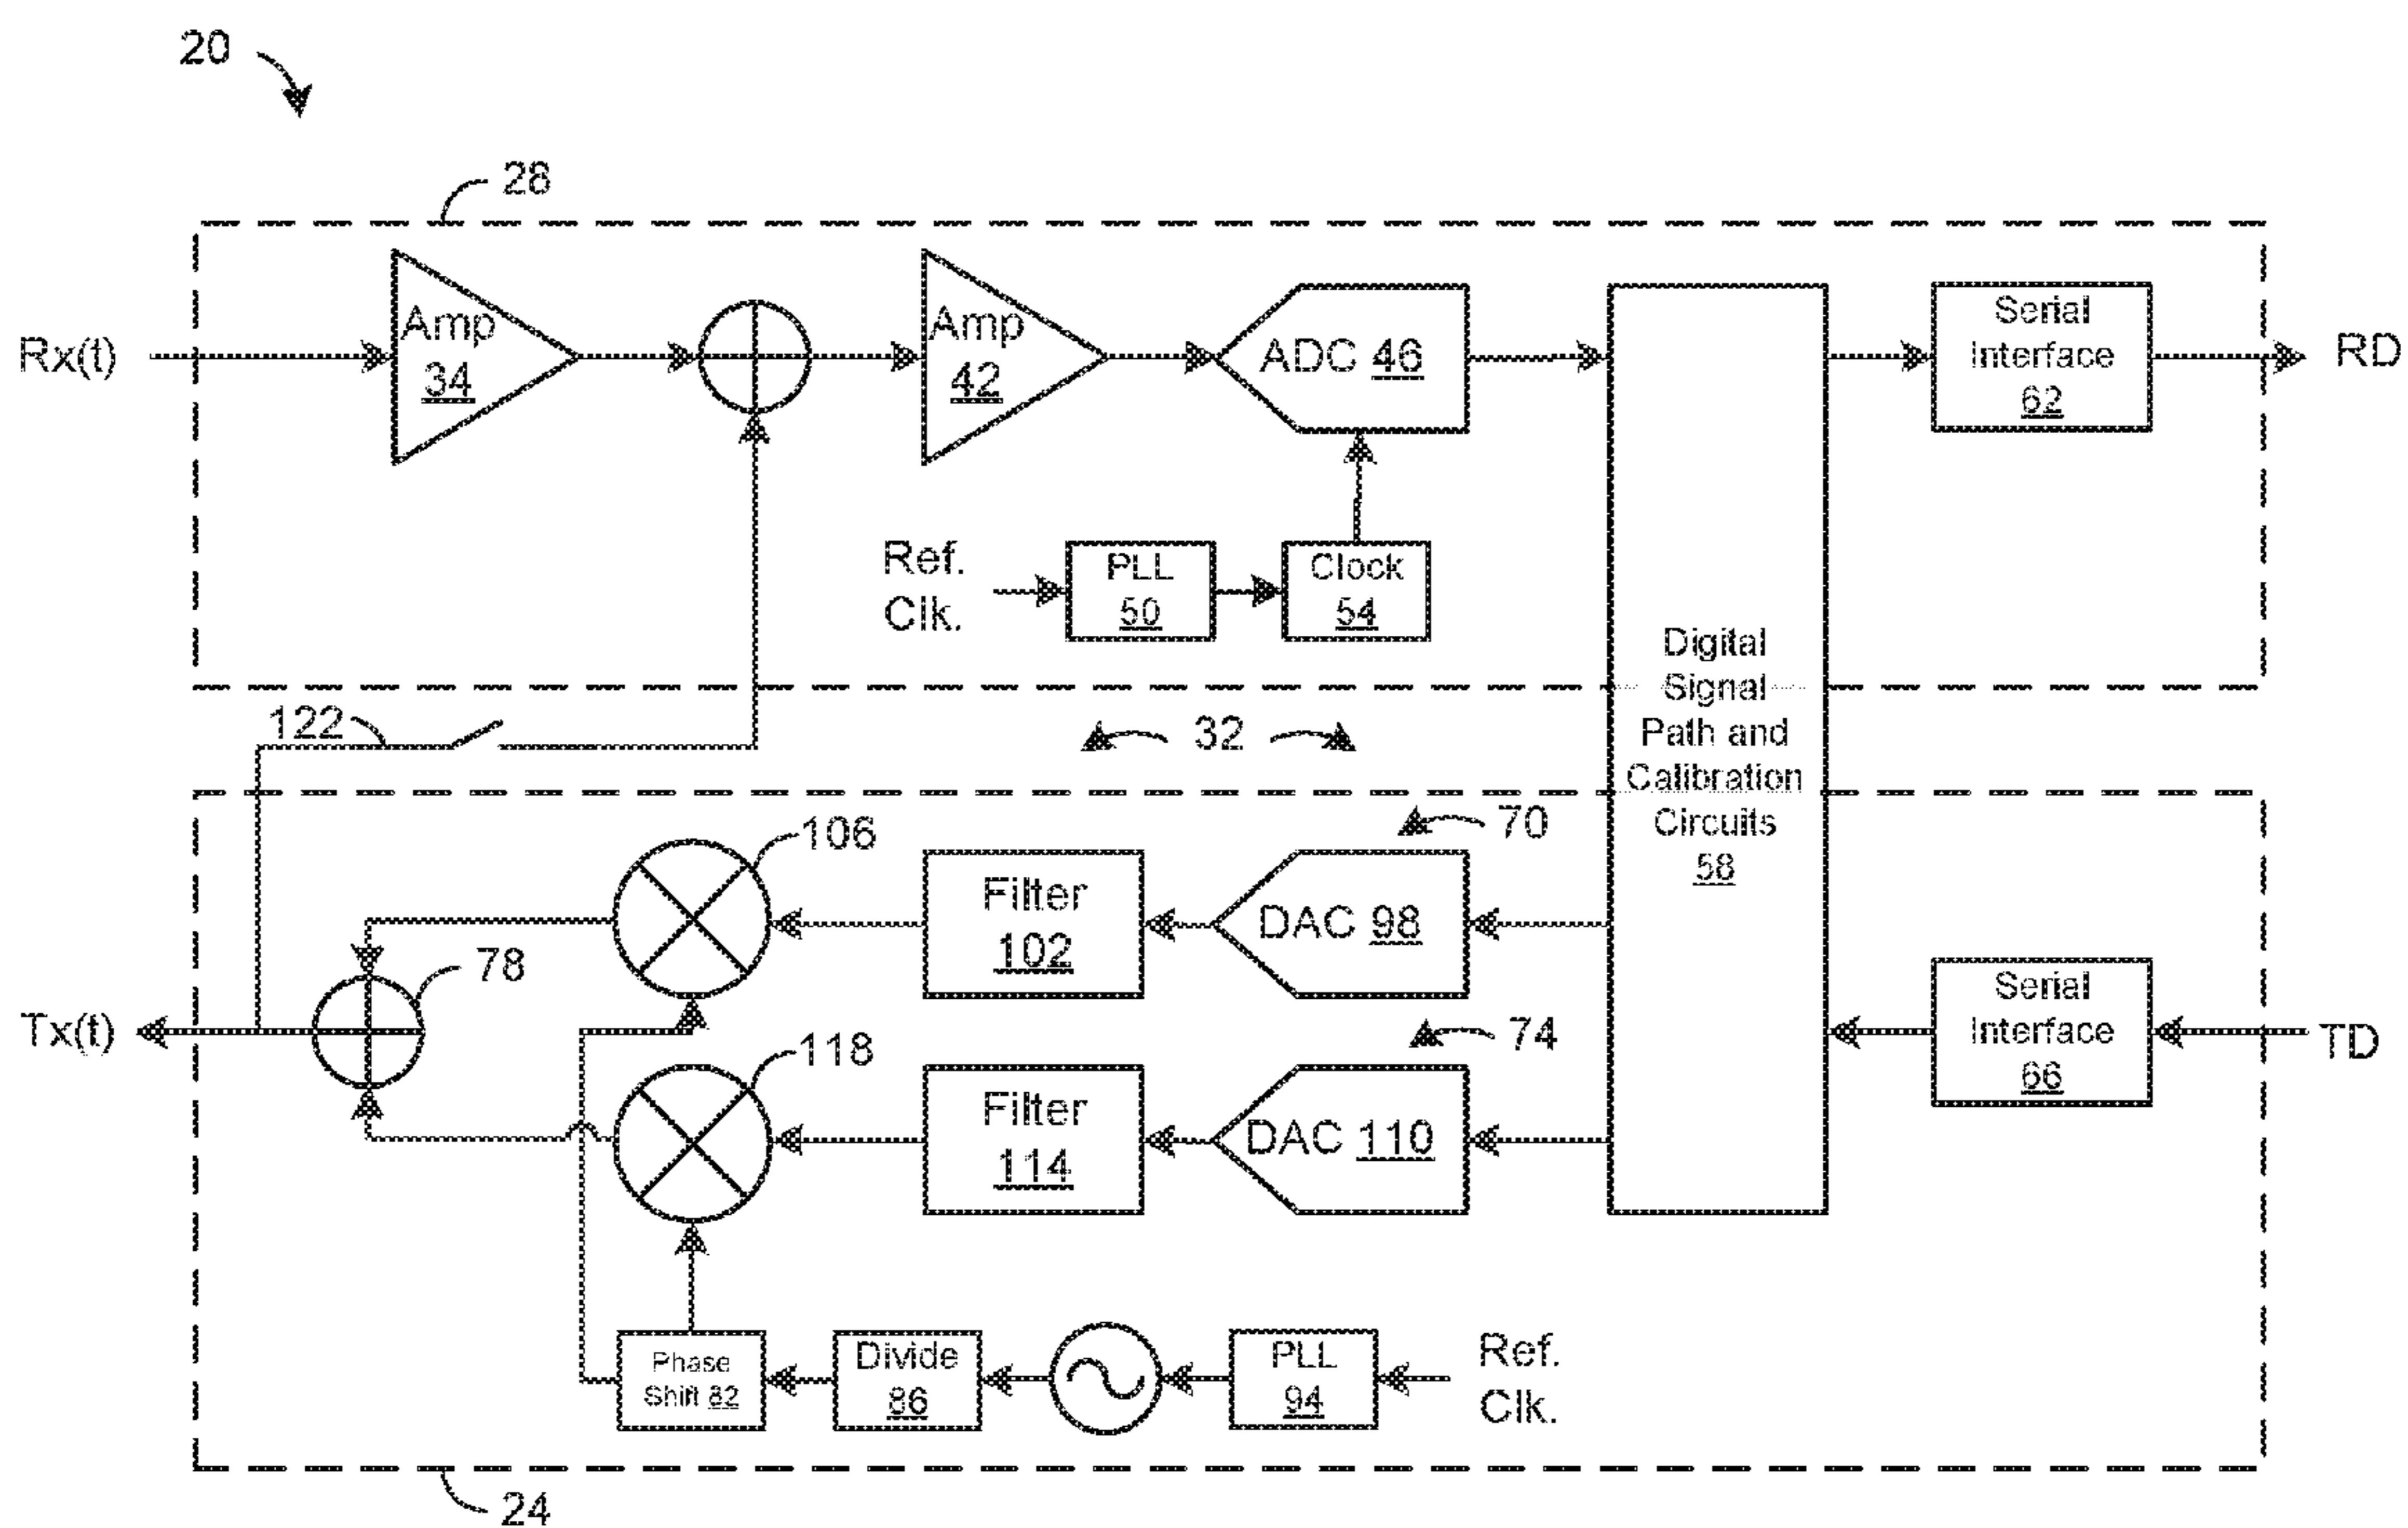 20
28
Rx(t)
Amp
34
Amp
42
ADC 46
Serial
Interface
62
RD
Ref.
Clk.
PLL
50
Clock
54
Digital
Signal
Path and
Calibration
Circuits
58
122
32
70
106
Filter
102
DAC 98
78
Tx(t)
Serial
Interface
66
TD
74
118
Filter
114
DAC 110
Phase
Shift 82
Divide
86
PLL
94
Ref.
Clk.
24